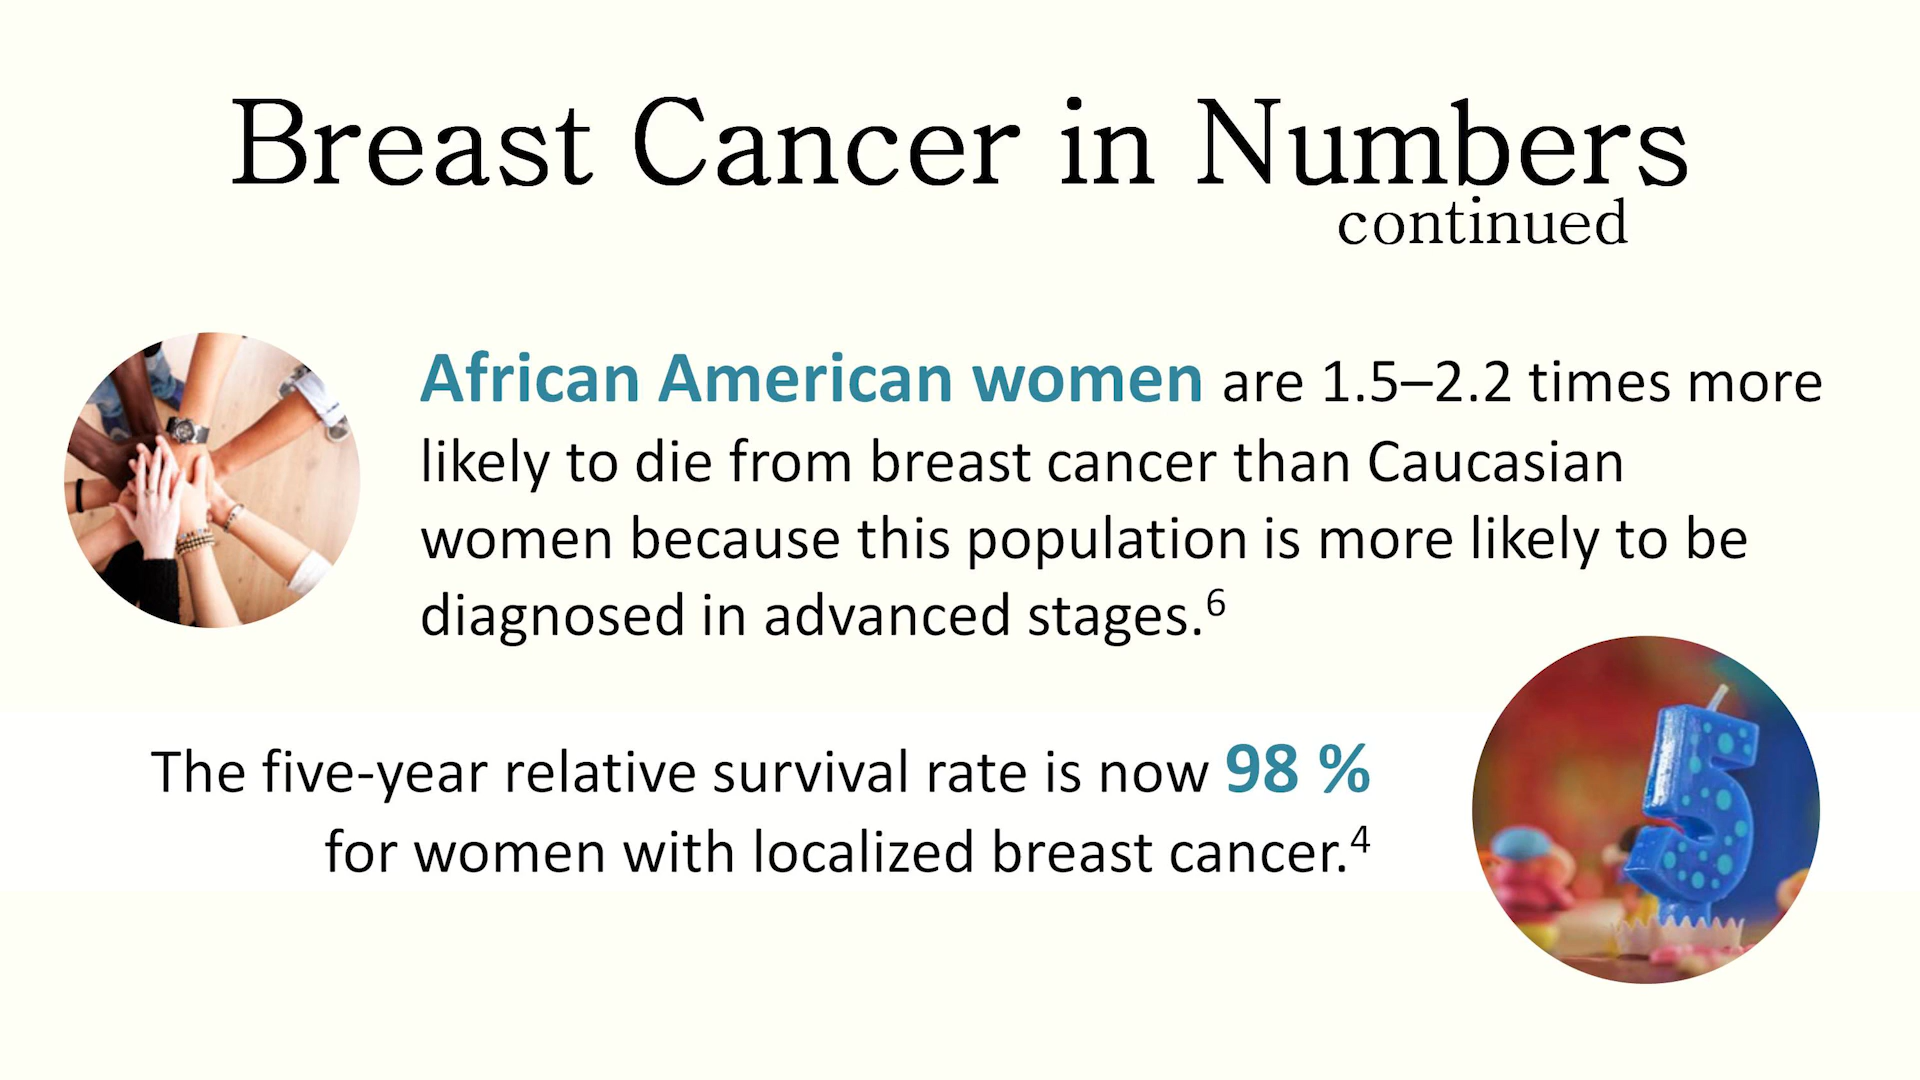 Breast Cancer in Numbers
continued
African American women are 1.5–2.2 times more
likely to die from breast cancer than Caucasian
women because this population is more likely to be
diagnosed in advanced stages.6
The five-year relative survival rate is now 98 %
for women with localized breast cancer.4
5